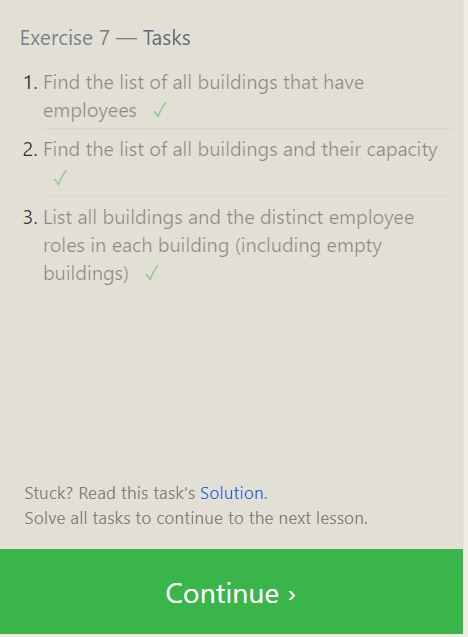 Exercise 7 — Tasks
1. Find the list of all buildings that have
employees ✓
2. Find the list of all buildings and their capacity
✓
3. List all buildings and the distinct employee
roles in each building (including empty
buildings) ✓
Stuck? Read this task's Solution.
Solve all tasks to continue to the next lesson.
Continue ›